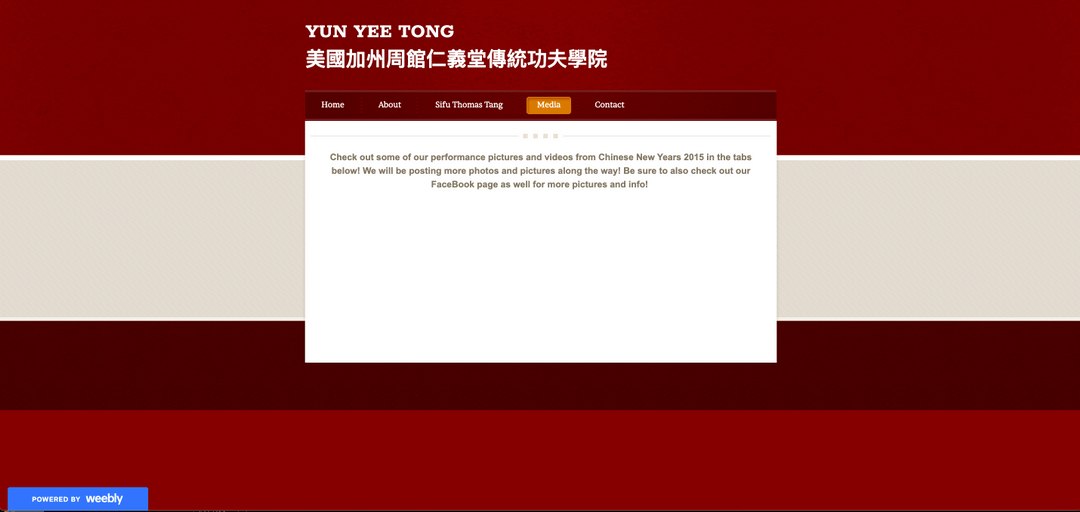 YUN YEE TONG
美國加州周館仁義堂傳統功夫學院
Home About Sifu Thomas Tang Media Contact
Check out some of our performance pictures and videos from Chinese New Years 2015 in the tabs
below! We will be posting more photos and pictures along the way! Be sure to also check out our
FaceBook page as well for more pictures and info!
POWERED BY weebly